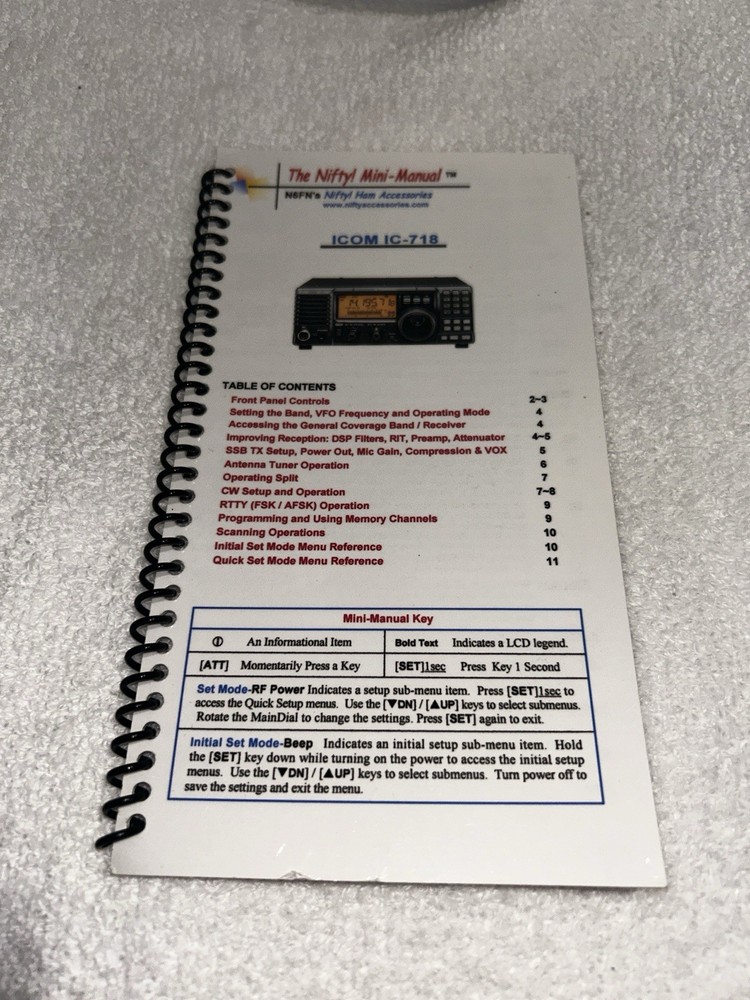 The Nifty! Mini-Manual ™
N6FN's Nifty! Ham Accessories
www.niftyaccessories.com
ICOM IC-718
TABLE OF CONTENTS
Front Panel Controls 2~3
Setting the Band, VFO Frequency and Operating Mode 4
Accessing the General Coverage Band / Receiver 4
Improving Reception: DSP Filters, RIT, Preamp, Attenuator 4~5
SSB TX Setup, Power Out, Mic Gain, Compression & VOX 5
Antenna Tuner Operation 6
Operating Split 7
CW Setup and Operation 7~8
RTTY (FSK / AFSK) Operation 9
Programming and Using Memory Channels 9
Scanning Operations 10
Initial Set Mode Menu Reference 10
Quick Set Mode Menu Reference 11
Mini-Manual Key
ⓘ An Informational Item Bold Text Indicates a LCD legend.
[ATT] Momentarily Press a Key [SET]1sec Press Key 1 Second
Set Mode-RF Power Indicates a setup sub-menu item. Press [SET]1sec to
access the Quick Setup menus. Use the [▼DN] / [▲UP] keys to select submenus.
Rotate the MainDial to change the settings. Press [SET] again to exit.
Initial Set Mode-Beep Indicates an initial setup sub-menu item. Hold
the [SET] key down while turning on the power to access the initial setup
menus. Use the [▼DN] / [▲UP] keys to select submenus. Turn power off to
save the settings and exit the menu.